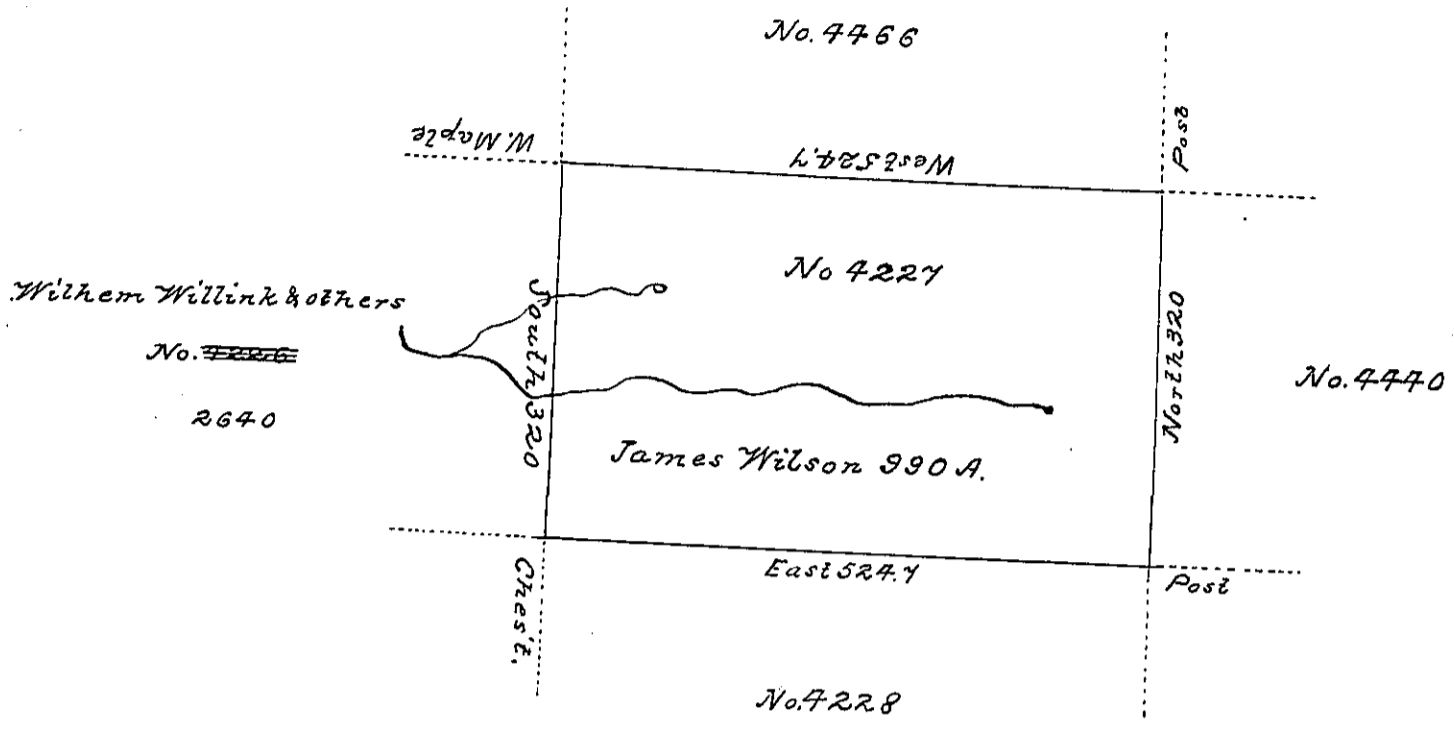 No. 4466
W. Maple
West 524.7
Post
No 4227
Wilhem Willink & others
No. 4226
2640
South 320
North 320
No. 4440
James Wilson 990 A.
East 524.7
Post
Ches't,
No. 4228